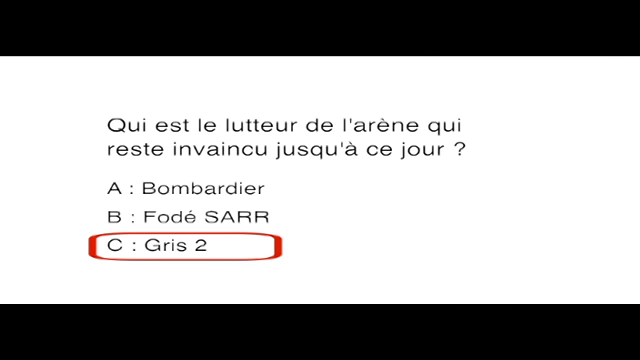 Qui est le lutteur de l'arène qui
reste invaincu jusqu'à ce jour ?
A : Bombardier
B : Fodé SARR
C : Gris 2